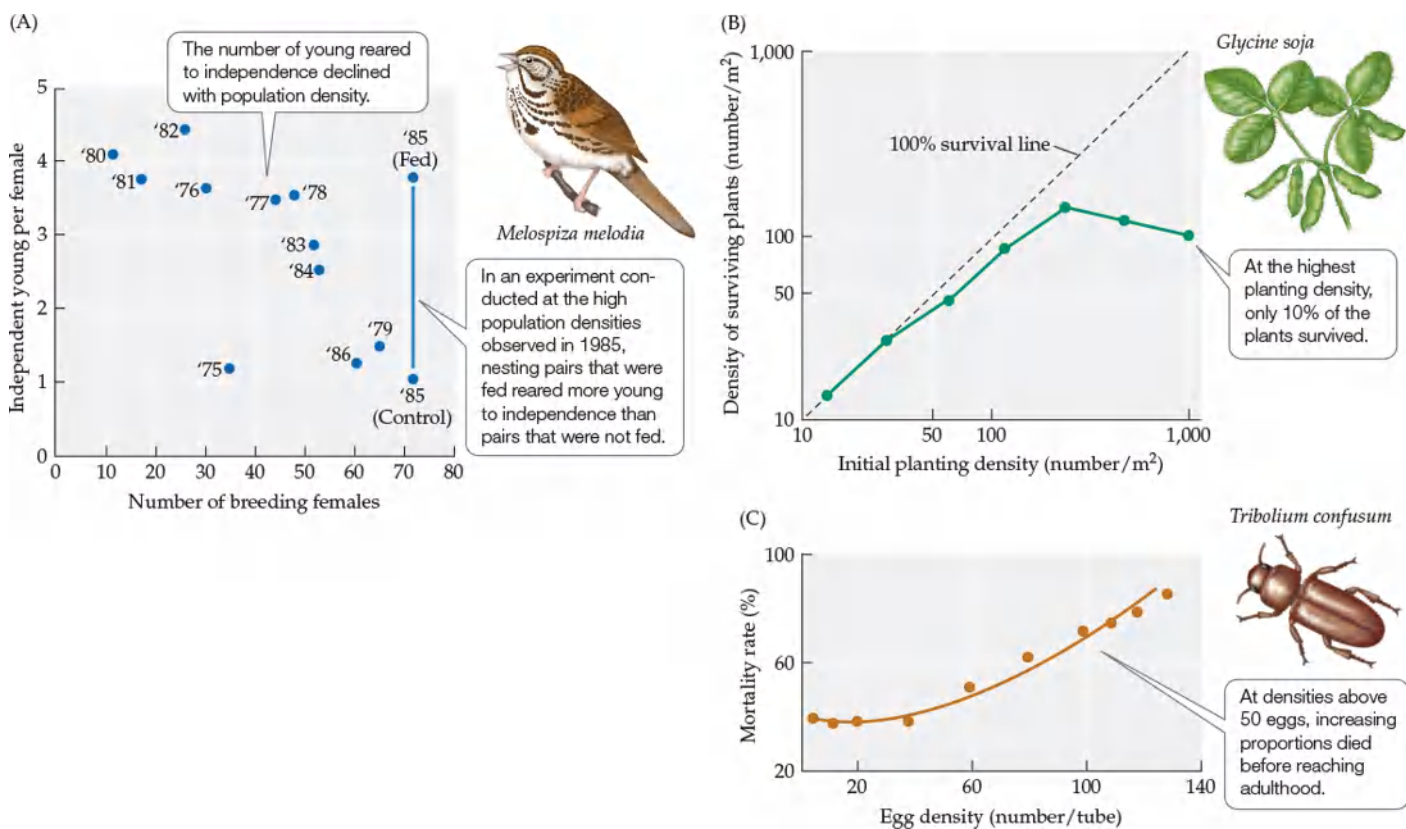 (A)
The number of young reared
to independence declined
with population density.
Independent young per female
5
4
3
2
1
0
‘82
‘80
‘81
‘76
‘77
‘78
‘83
‘84
‘75
‘86
‘79
‘85
(Fed)
‘85
(Control)
0
10
20
30
40
50
60
70
80
Number of breeding females
Melospiza melodia
In an experiment con-
ducted at the high
population densities
observed in 1985,
nesting pairs that were
fed reared more young
to independence than
pairs that were not fed.
(B)
Glycine soja
Density of surviving plants (number/m²)
1,000
100
50
10
100% survival line
10
50
100
1,000
Initial planting density (number/m²)
At the highest
planting density,
only 10% of the
plants survived.
(C)
Tribolium confusum
Mortality rate (%)
100
60
20
20
60
100
140
Egg density (number/tube)
At densities above
50 eggs, increasing
proportions died
before reaching
adulthood.